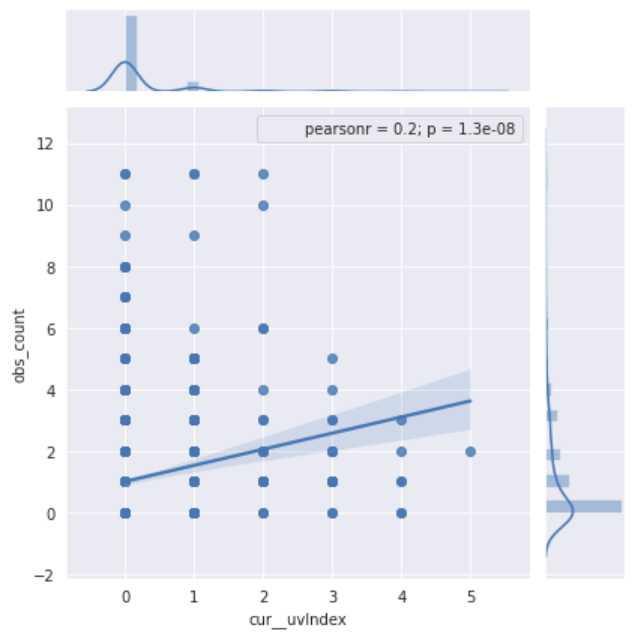 pearsonr = 0.2; p = 1.3e-08
12
10
8
6
4
2
0
−2
obs_count
0 1 2 3 4 5
cur__uvIndex